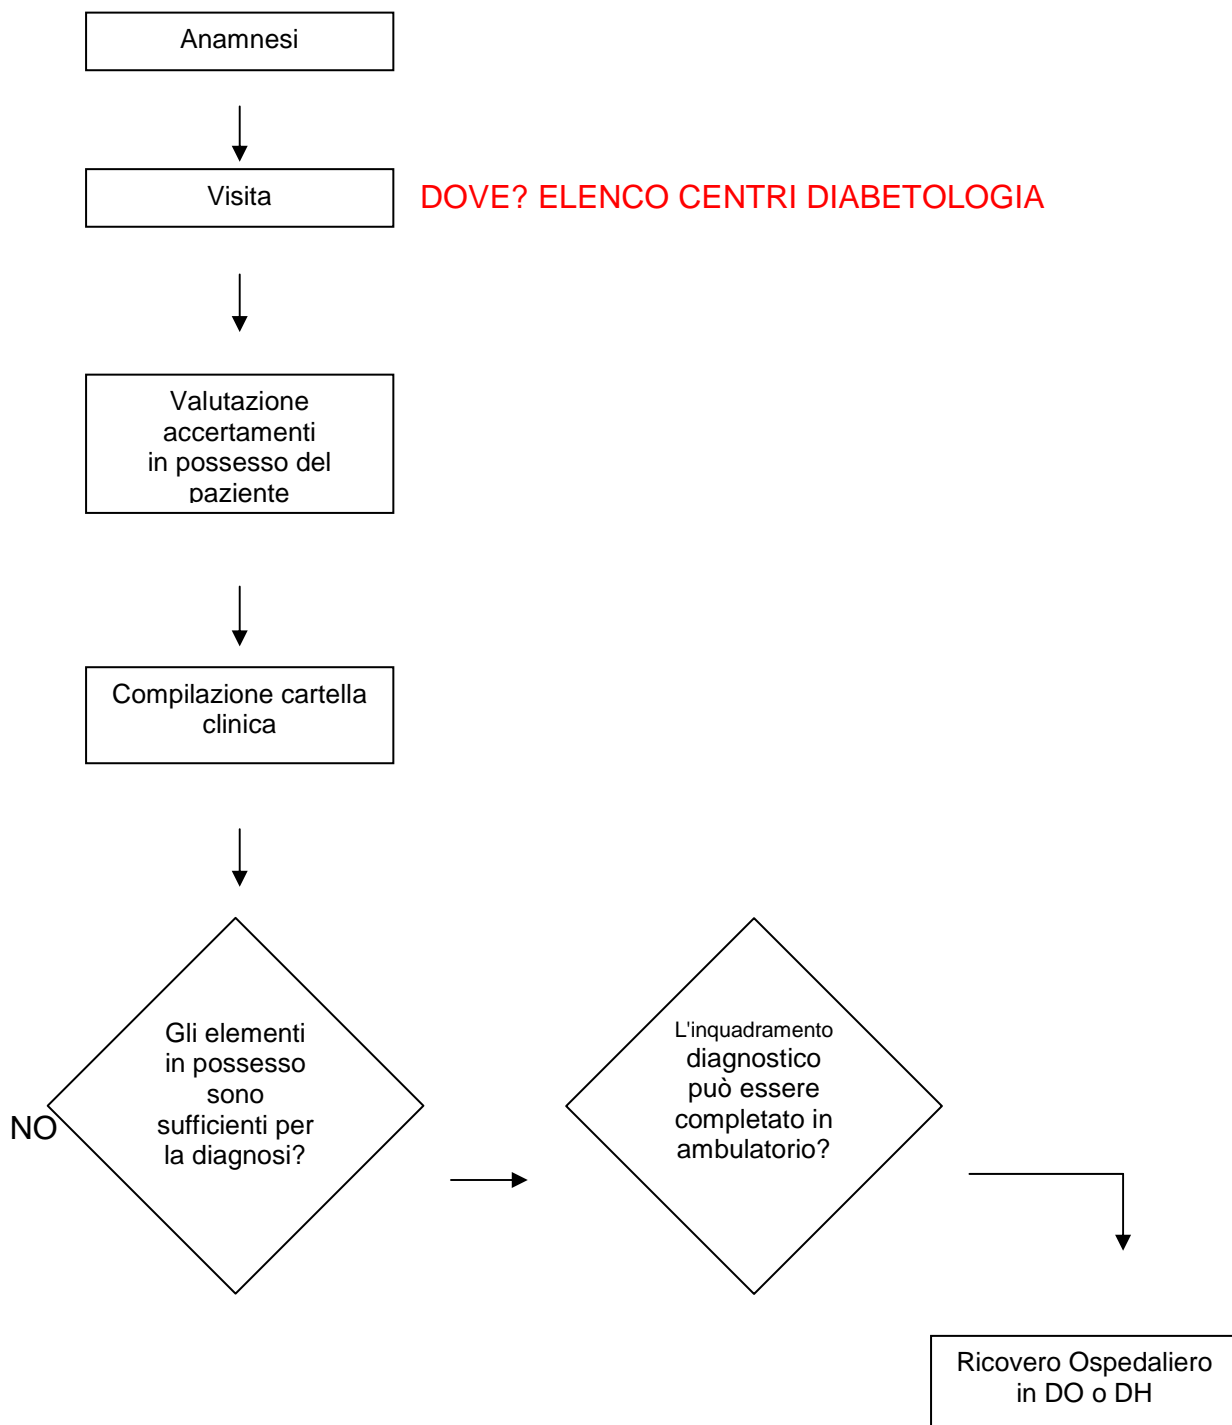 Anamnesi
Visita
DOVE? ELENCO CENTRI DIABETOLOGIA
Valutazione
accertamenti
in possesso del
paziente
Compilazione cartella
clinica
Gli elementi
in possesso
sono
sufficienti per
la diagnosi?
NO
L'inquadramento
diagnostico
può essere
completato in
ambulatorio?
Ricovero Ospedaliero
in DO o DH